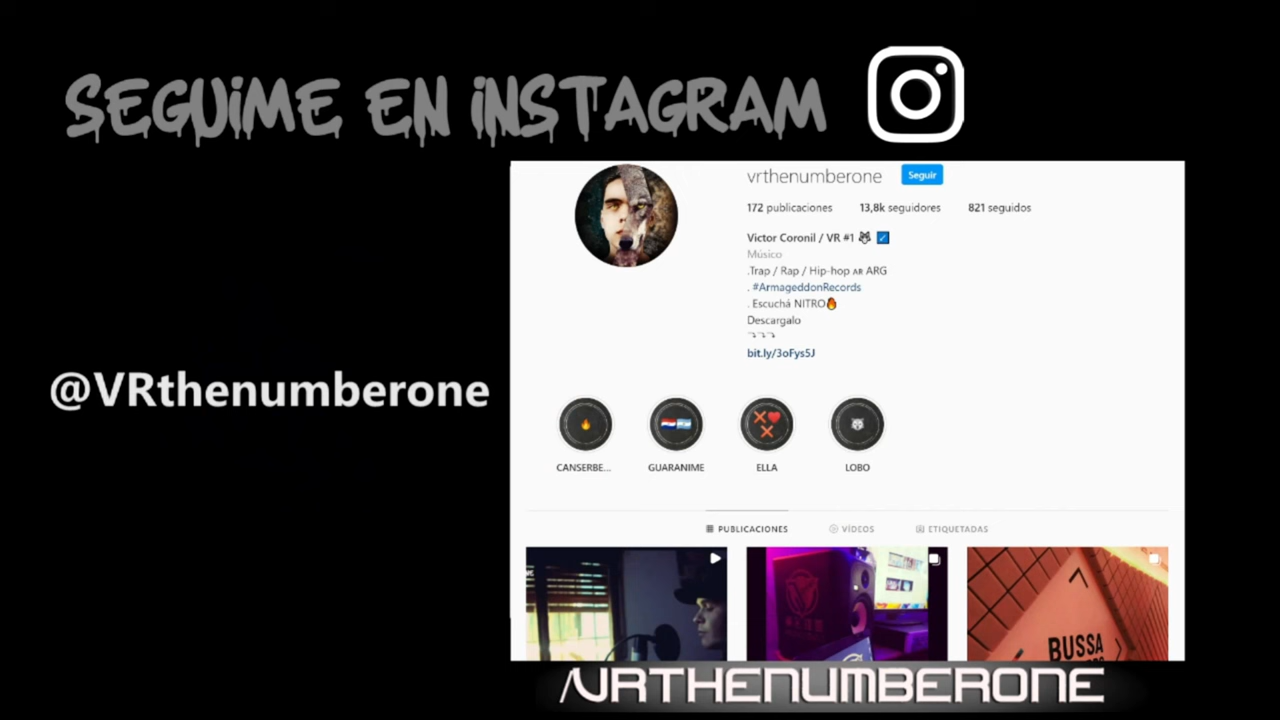 SEGUiME EN iNSTAGRAM
@VRthenumberone
vrthenumberone Seguir
172 publicaciones 13,8k seguidores 821 seguidos
Victor Coronil / VR #1 🐺 ↙️
Músico
.Trap / Rap / Hip-hop AR ARG
. #ArmageddonRecords
. Escuchá NITRO🔥
Descargalo
⤵⤵⤵
bit.ly/3oFys5J
CANSERBE... GUARANIME ELLA LOBO
PUBLICACIONES VÍDEOS ETIQUETADAS
BUSSA
VRTHENUMBERONE